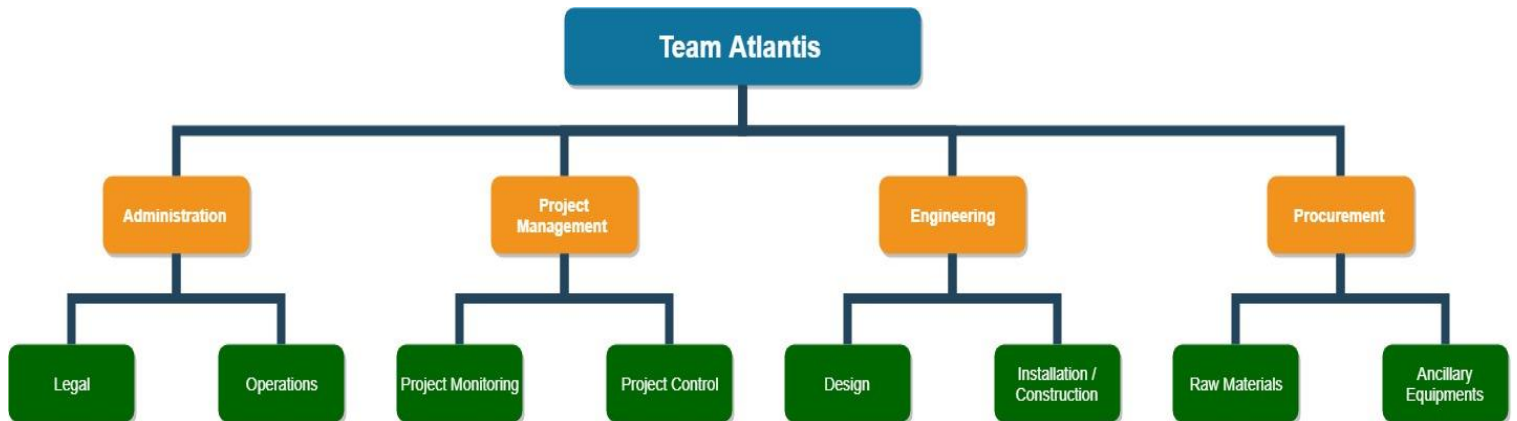 Team Atlantis
Administration
Project
Management
Engineering
Procurement
Legal
Operations
Project Monitoring
Project Control
Design
Installation /
Construction
Raw Materials
Ancillary
Equipments